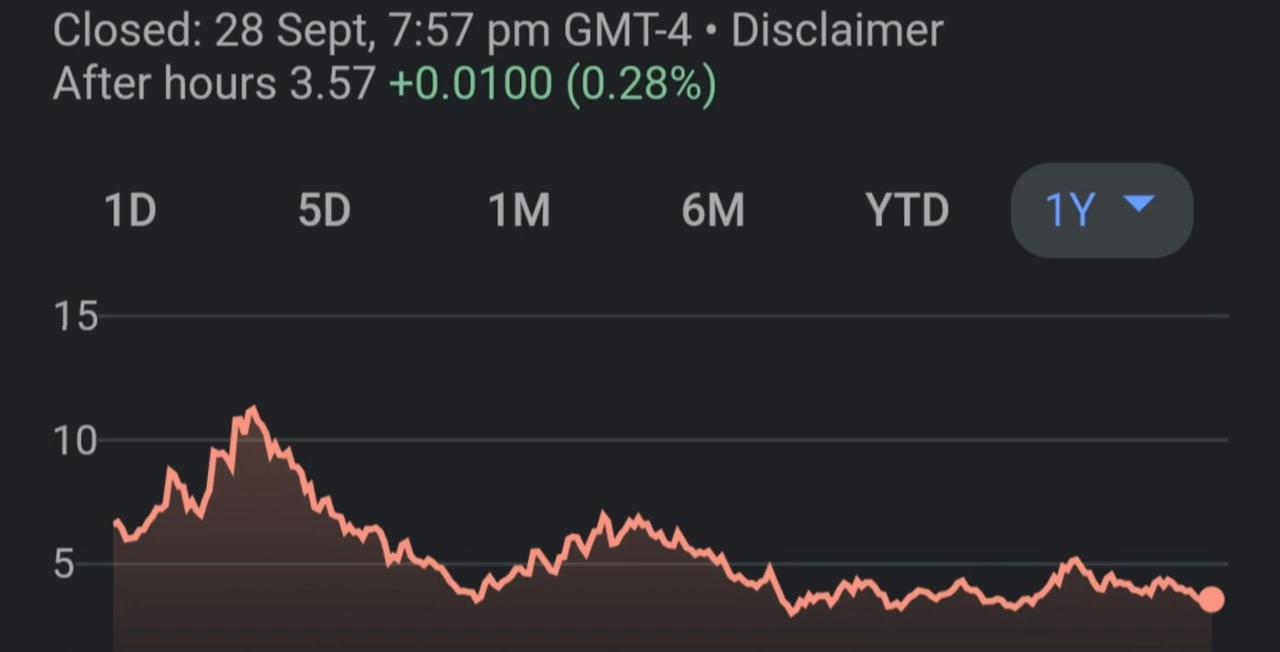 Closed: 28 Sept, 7:57 pm GMT-4 • Disclaimer
After hours 3.57 +0.0100 (0.28%)
1D 5D 1M 6M YTD 1Y
15
10
5